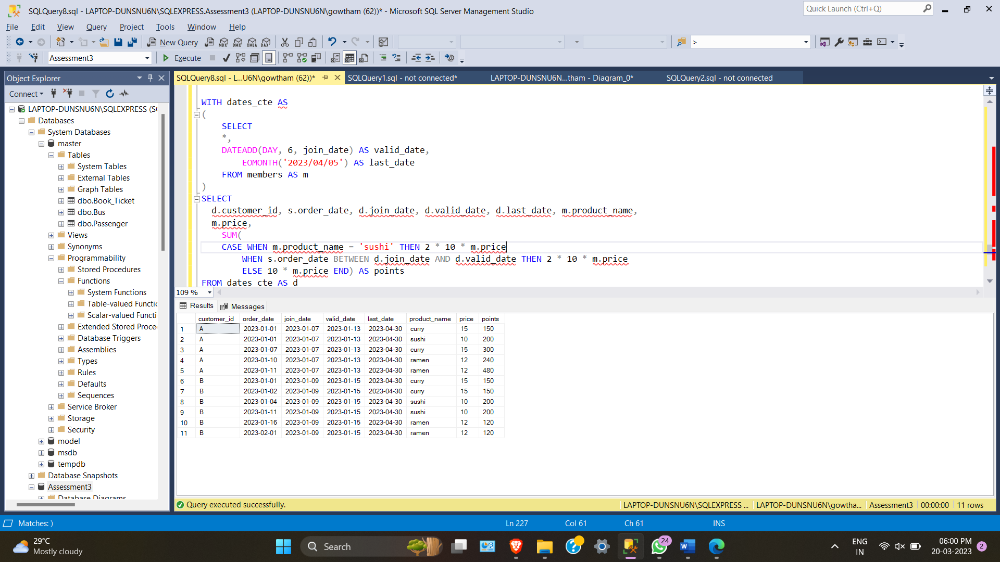 SQLQuery8.sql - LAPTOP-DUNSNU6N\SQLEXPRESS.Assessment3 (LAPTOP-DUNSNU6N\gowtham (62))* - Microsoft SQL Server Management Studio
Quick Launch (Ctrl+Q)
File Edit View Query Project Tools Window Help
New Query MDX DMX XMLA DAX >
Assessment3 Execute
Object Explorer
Connect
LAPTOP-DUNSNU6N\SQLEXPRESS (SQ
Databases
System Databases
master
Tables
System Tables
External Tables
Graph Tables
dbo.Book_Ticket
dbo.Bus
dbo.Passenger
Views
Synonyms
Programmability
Stored Procedures
Functions
System Functions
Table-valued Functio
Scalar-valued Functi
Extended Stored Proce
Database Triggers
Assemblies
Types
Rules
Defaults
Sequences
Service Broker
Storage
Security
model
msdb
tempdb
Database Snapshots
Assessment3
Database Diagrams
SQLQuery8.sql - L...U6N\gowtham (62))* SQLQuery1.sql - not connected* LAPTOP-DUNSNU6N...tham - Diagram_0* SQLQuery2.sql - not connected
WITH dates_cte AS
(
SELECT
*,
DATEADD(DAY, 6, join_date) AS valid_date,
EOMONTH('2023/04/05') AS last_date
FROM members AS m
)
SELECT
d.customer_id, s.order_date, d.join_date, d.valid_date, d.last_date, m.product_name,
m.price,
SUM(
CASE WHEN m.product_name = 'sushi' THEN 2 * 10 * m.price
WHEN s.order_date BETWEEN d.join_date AND d.valid_date THEN 2 * 10 * m.price
ELSE 10 * m.price END) AS points
FROM dates_cte AS d
109 %
Results Messages
customer_id order_date join_date valid_date last_date product_name price points
1 A 2023-01-01 2023-01-07 2023-01-13 2023-04-30 curry 15 150
2 A 2023-01-01 2023-01-07 2023-01-13 2023-04-30 sushi 10 200
3 A 2023-01-07 2023-01-07 2023-01-13 2023-04-30 curry 15 300
4 A 2023-01-10 2023-01-07 2023-01-13 2023-04-30 ramen 12 240
5 A 2023-01-11 2023-01-07 2023-01-13 2023-04-30 ramen 12 480
6 B 2023-01-01 2023-01-09 2023-01-15 2023-04-30 curry 15 150
7 B 2023-01-02 2023-01-09 2023-01-15 2023-04-30 curry 15 150
8 B 2023-01-04 2023-01-09 2023-01-15 2023-04-30 sushi 10 200
9 B 2023-01-11 2023-01-09 2023-01-15 2023-04-30 sushi 10 200
10 B 2023-01-16 2023-01-09 2023-01-15 2023-04-30 ramen 12 120
11 B 2023-02-01 2023-01-09 2023-01-15 2023-04-30 ramen 12 120
Query executed successfully. LAPTOP-DUNSNU6N\SQLEXPRESS ... LAPTOP-DUNSNU6N\gowtha... Assessment3 00:00:00 11 rows
Matches: ) Ln 227 Col 61 Ch 61 INS
29°C
Mostly cloudy
Search
24
ENG
IN
06:00 PM
20-03-2023
2